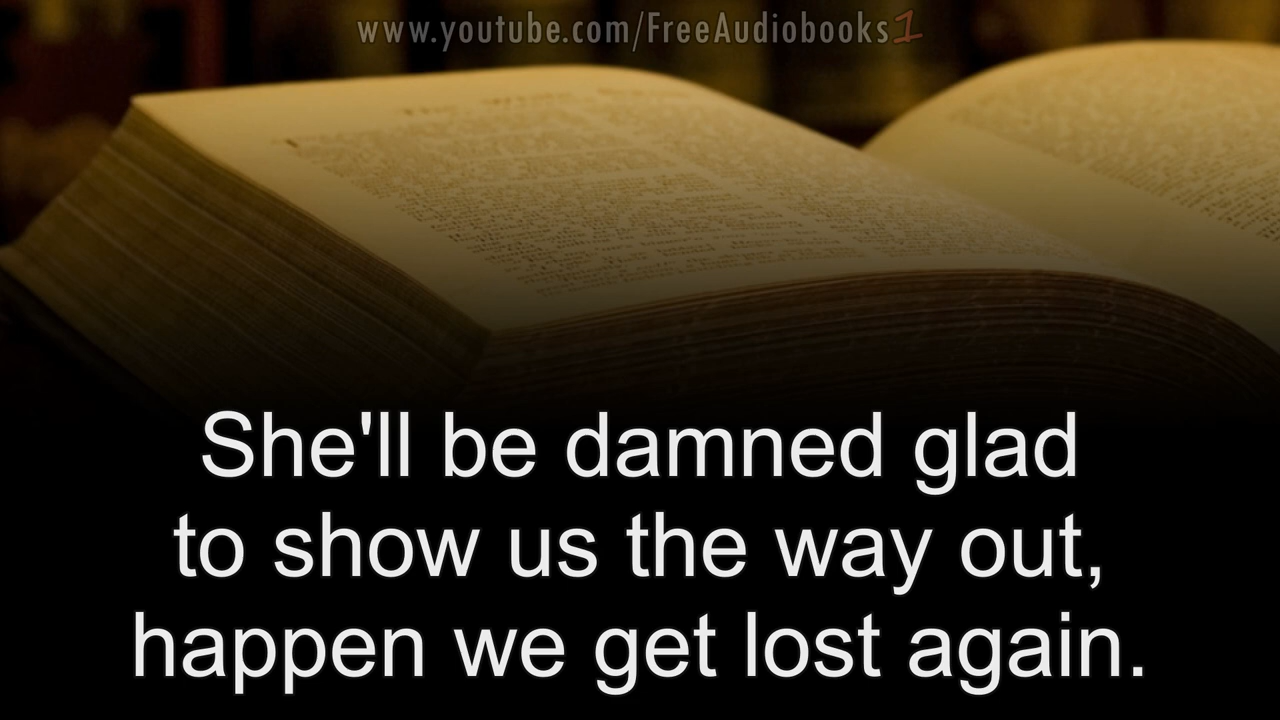 www.youtube.com/FreeAudiobooks1
She'll be damned glad
to show us the way out,
happen we get lost again.